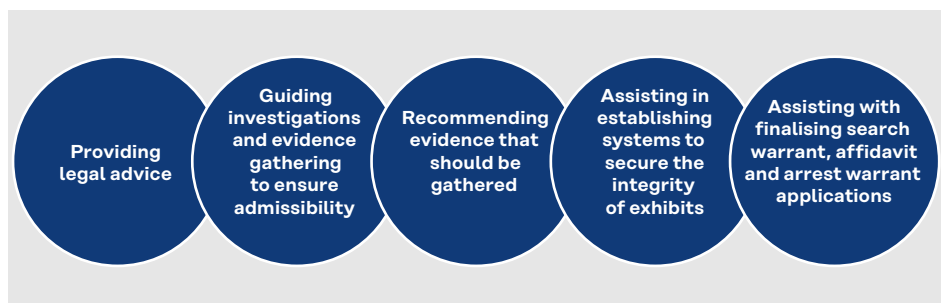 Providing
legal advice
Guiding
investigations
and evidence
gathering
to ensure
admissibility
Recommending
evidence that
should be
gathered
Assisting in
establishing
systems to
secure the
integrity
of exhibits
Assisting with
finalising search
warrant, affidavit
and arrest warrant
applications